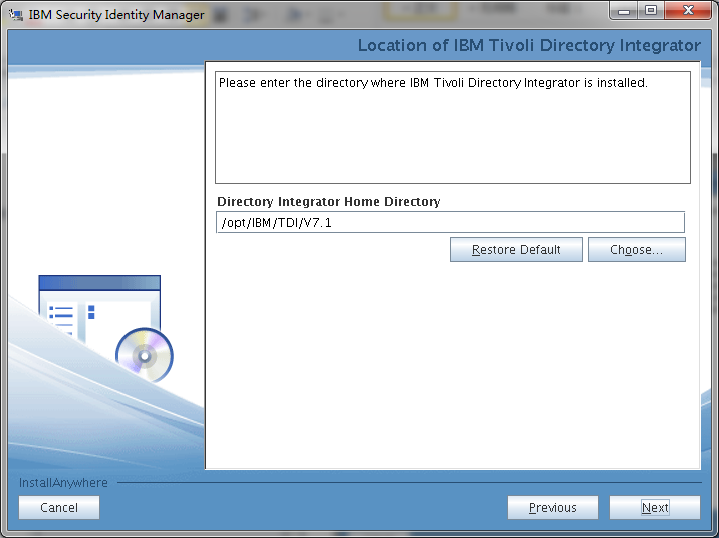 IBM Security Identity Manager
Location of IBM Tivoli Directory Integrator
Please enter the directory where IBM Tivoli Directory Integrator is installed.
Directory Integrator Home Directory
/opt/IBM/TDI/V7.1
Restore Default
Choose...
InstallAnywhere
Cancel
Previous
Next